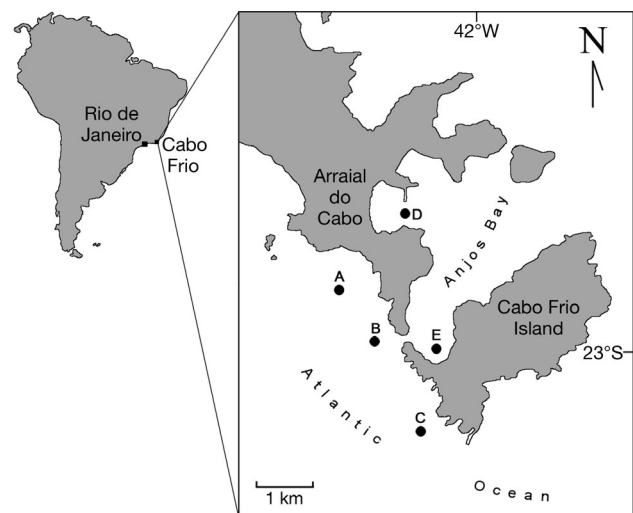 Rio de
Janeiro
Cabo
Frio
42°W
N
Arraial
do
Cabo
D
Anjos Bay
A
B
E
Cabo Frio
Island
23°S
C
Atlantic
Ocean
1 km